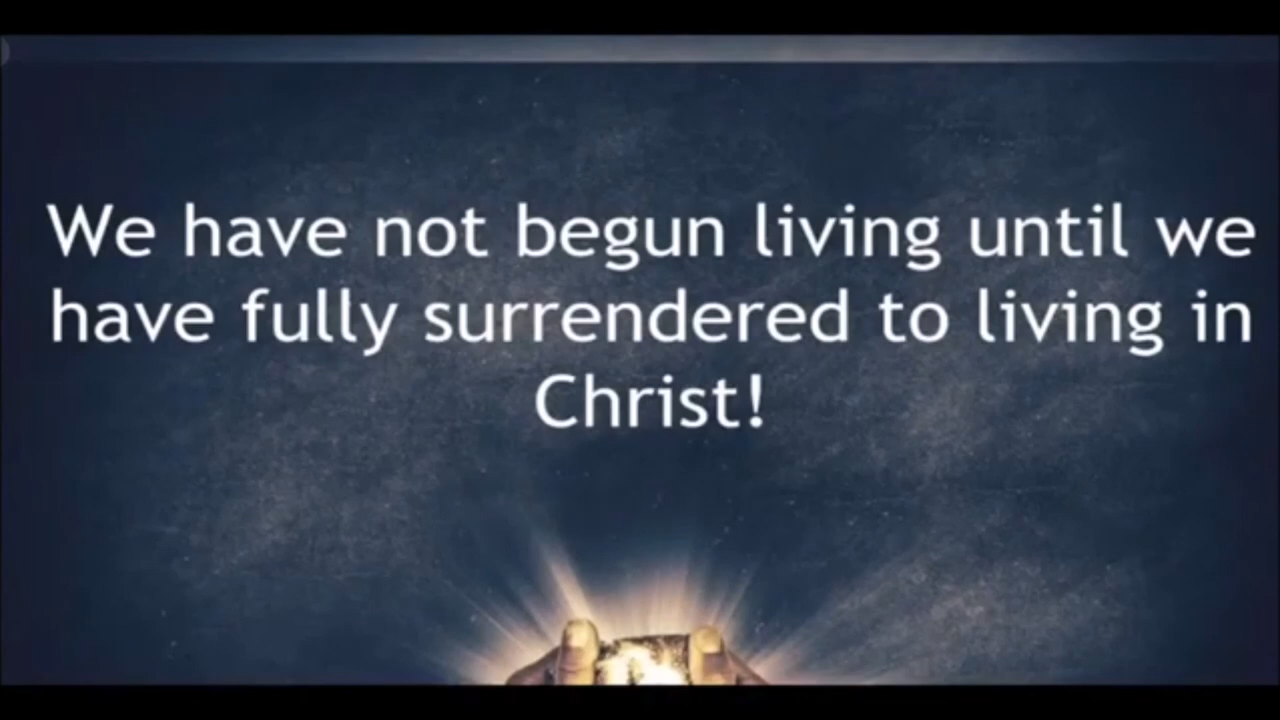 We have not begun living until we
have fully surrendered to living in
Christ!